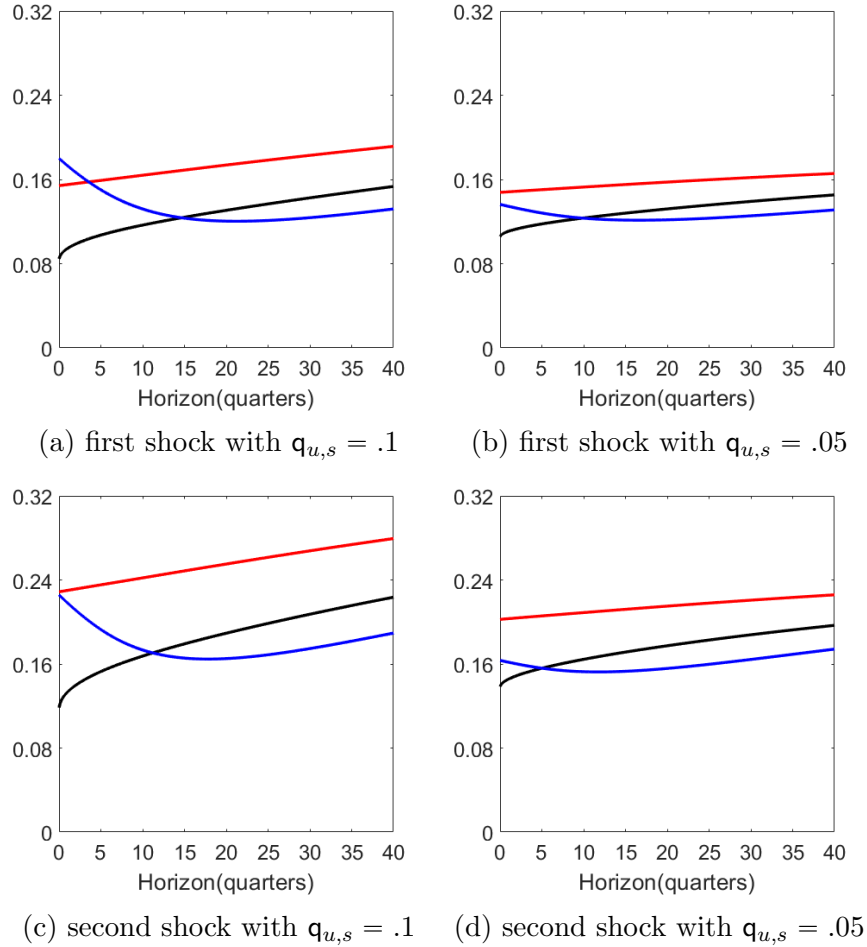 0.32
0.32
0.24
0.24
0.16
0.16
0.08
0.08
0
0
0 5 10 15 20 25 30 35 40
0 5 10 15 20 25 30 35 40
Horizon(quarters)
Horizon(quarters)
(a) first shock with q_{u,s} = .1
(b) first shock with q_{u,s} = .05
0.32
0.32
0.24
0.24
0.16
0.16
0.08
0.08
0
0
0 5 10 15 20 25 30 35 40
0 5 10 15 20 25 30 35 40
Horizon(quarters)
Horizon(quarters)
(c) second shock with q_{u,s} = .1
(d) second shock with q_{u,s} = .05